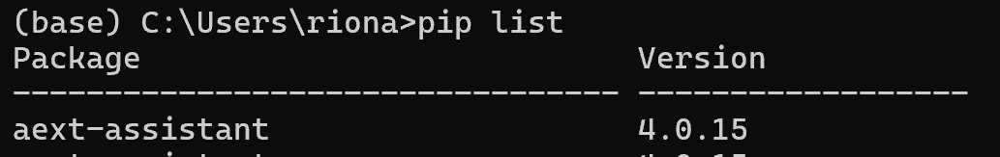 (base) C:\Users\riona>pip list
Package                           Version
--------------------------------- ------------------
aext-assistant                    4.0.15